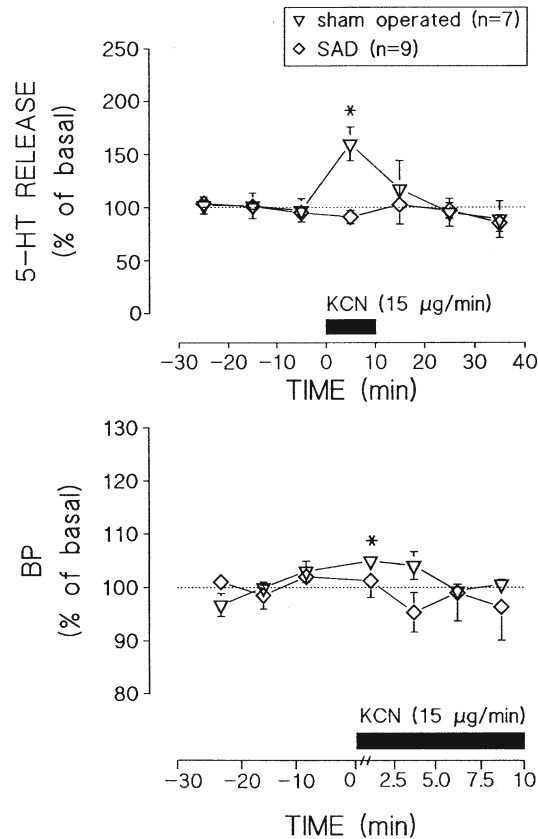 sham operated (n=7)
SAD (n=9)
5-HT RELEASE
(% of basal)
250
200
150
100
50
0
*
KCN (15 µg/min)
−30 −20 −10 0 10 20 30 40
TIME (min)
BP
(% of basal)
130
120
110
100
90
80
*
KCN (15 µg/min)
−30 −20 −10 0 2.5 5.0 7.5 10
TIME (min)